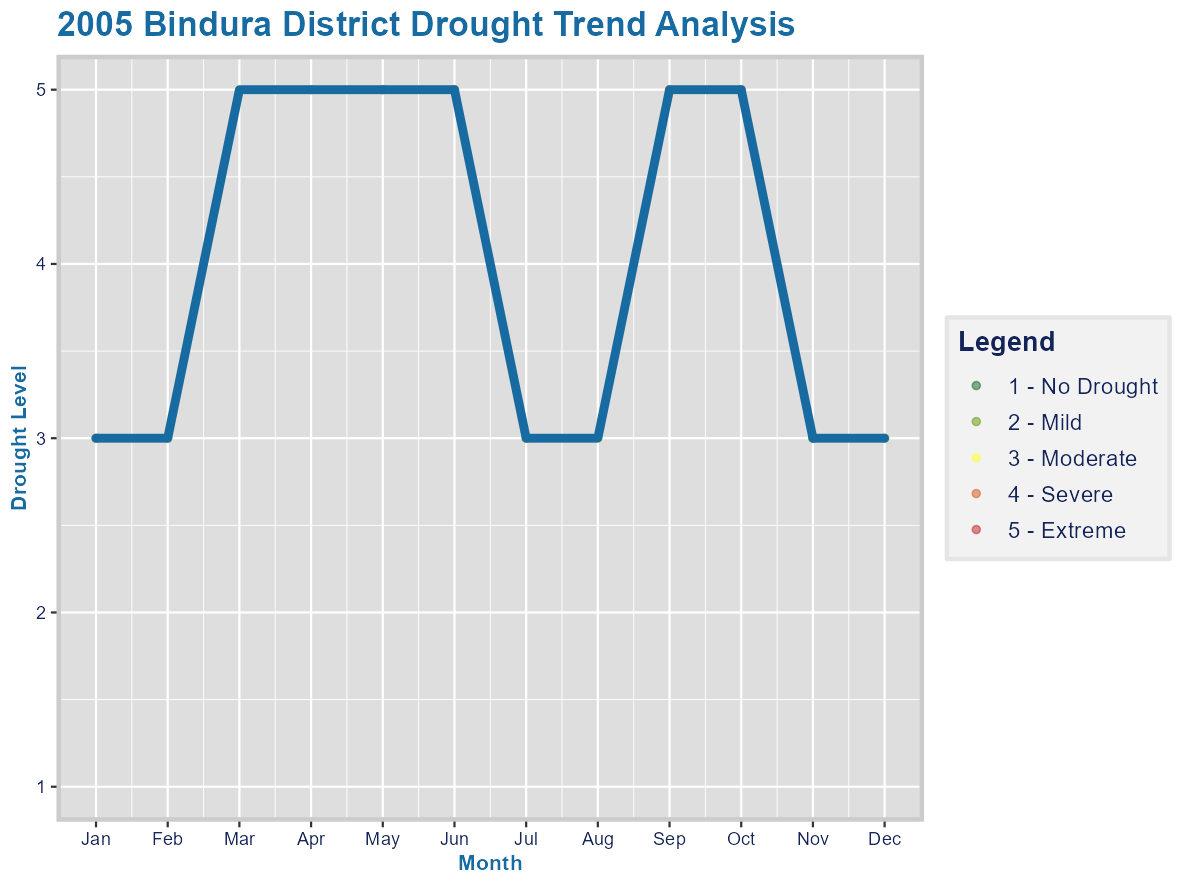 2005 Bindura District Drought Trend Analysis
5
4
3
2
1
Drought Level
Jan Feb Mar Apr May Jun Jul Aug Sep Oct Nov Dec
Month
Legend
1 - No Drought
2 - Mild
3 - Moderate
4 - Severe
5 - Extreme